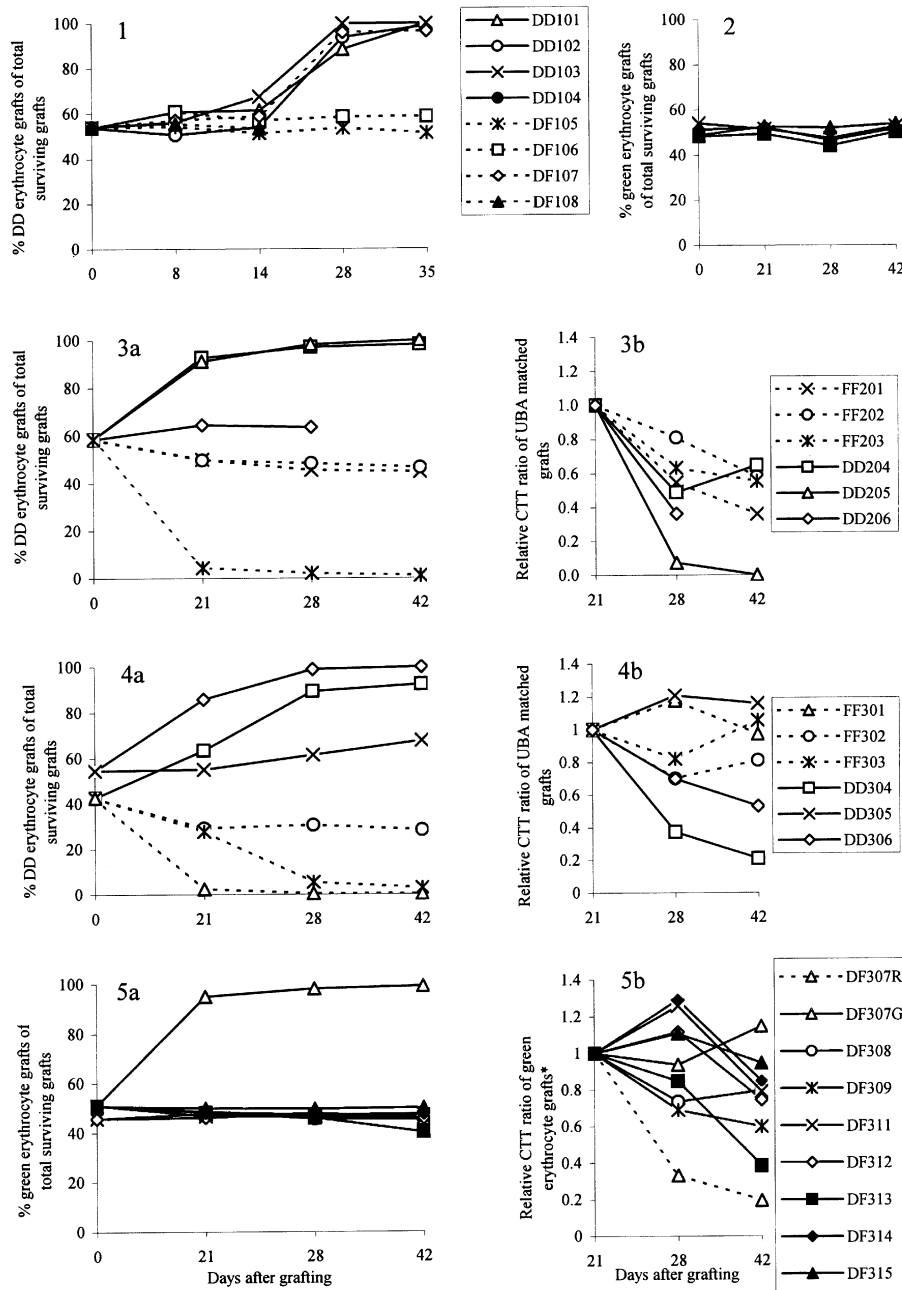 1
% DD erythrocyte grafts of total
surviving grafts
100
80
60
40
20
0
0 8 14 28 35
DD101
DD102
DD103
DD104
DF105
DF106
DF107
DF108
2
% green erythrocyte grafts
of total surviving grafts
100
80
60
40
20
0
0 21 28 42
3a
% DD erythrocyte grafts of total
surviving grafts
100
80
60
40
20
0
0 21 28 42
3b
Relative CTT ratio of UBA matched
grafts
1.4
1.2
1.0
0.8
0.6
0.4
0.2
0.0
21 28 42
FF201
FF202
FF203
DD204
DD205
DD206
4a
% DD erythrocyte grafts of total
surviving grafts
100
80
60
40
20
0
0 21 28 42
4b
Relative CTT ratio of UBA matched
grafts
1.4
1.2
1
0.8
0.6
0.4
0.2
0
21 28 42
FF301
FF302
FF303
DD304
DD305
DD306
5a
% green erythrocyte grafts of
total surviving grafts
100
80
60
40
20
0
0 21 28 42
Days after grafting
5b
Relative CTT ratio of green
erythrocyte grafts*
1.4
1.2
1
0.8
0.6
0.4
0.2
0
21 28 42
Days after grafting
DF307R
DF307G
DF308
DF309
DF311
DF312
DF313
DF314
DF315